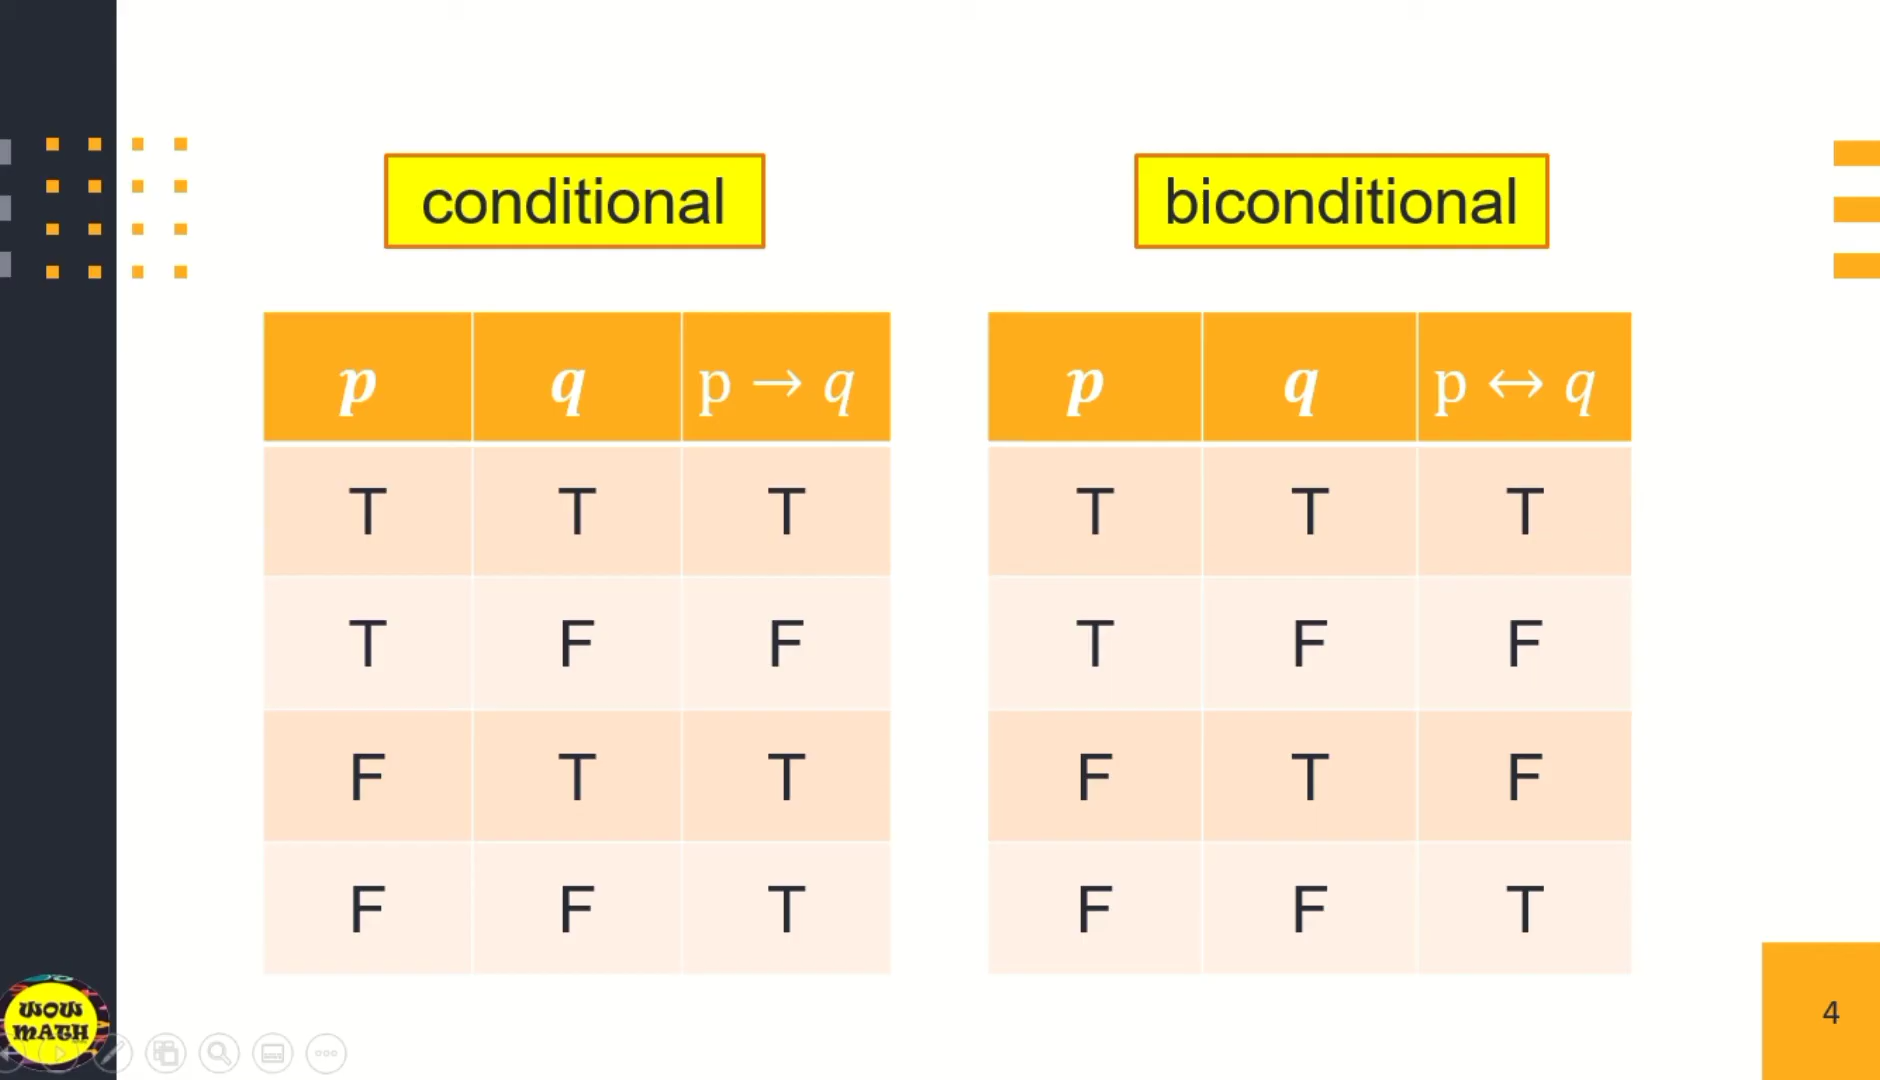 conditional
biconditional
p q p → q
T T T
T F F
F T T
F F T
p q p ↔ q
T T T
T F F
F T F
F F T
WOW
MATH
4